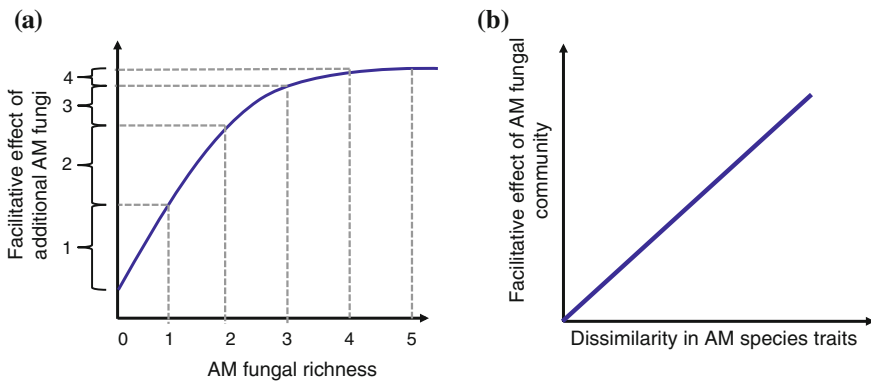 (a)
Facilitative effect of
additional AM fungi
4
3
2
1
0 1 2 3 4 5
AM fungal richness
(b)
Facilitative effect of AM fungal
community
Dissimilarity in AM species traits